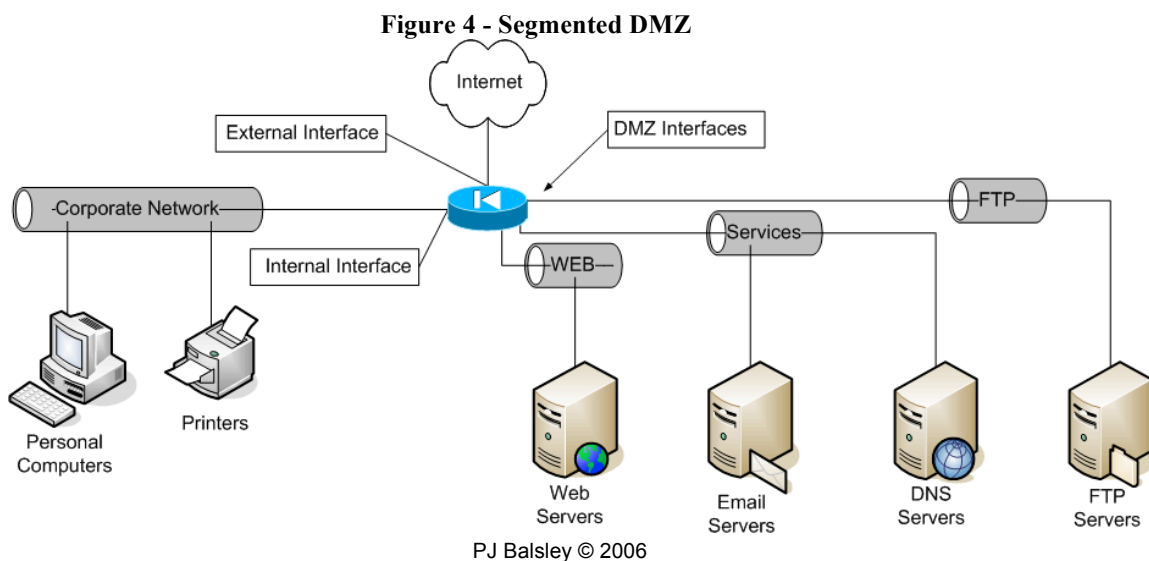 Figure 4 - Segmented DMZ
Internet
External Interface
DMZ Interfaces
Corporate Network
FTP
Services
Internal Interface
WEB
Printers
Personal
Computers
Web
Servers
Email
Servers
DNS
Servers
FTP
Servers
PJ Balsley © 2006